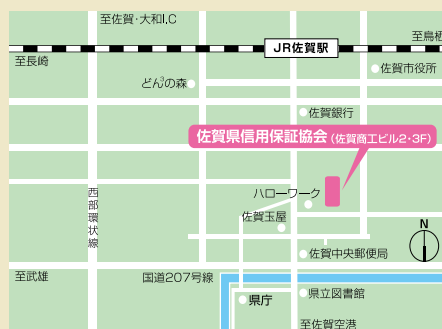 至佐賀・大和I.C
至鳥栖
JR佐賀駅
至長崎
佐賀市役所
どん3の森
佐賀銀行
佐賀県信用保証協会(佐賀商工ビル2・3F)
ハローワーク
西部環状線
佐賀玉屋
N
佐賀中央郵便局
至武雄
国道207号線
県庁
県立図書館
至佐賀空港